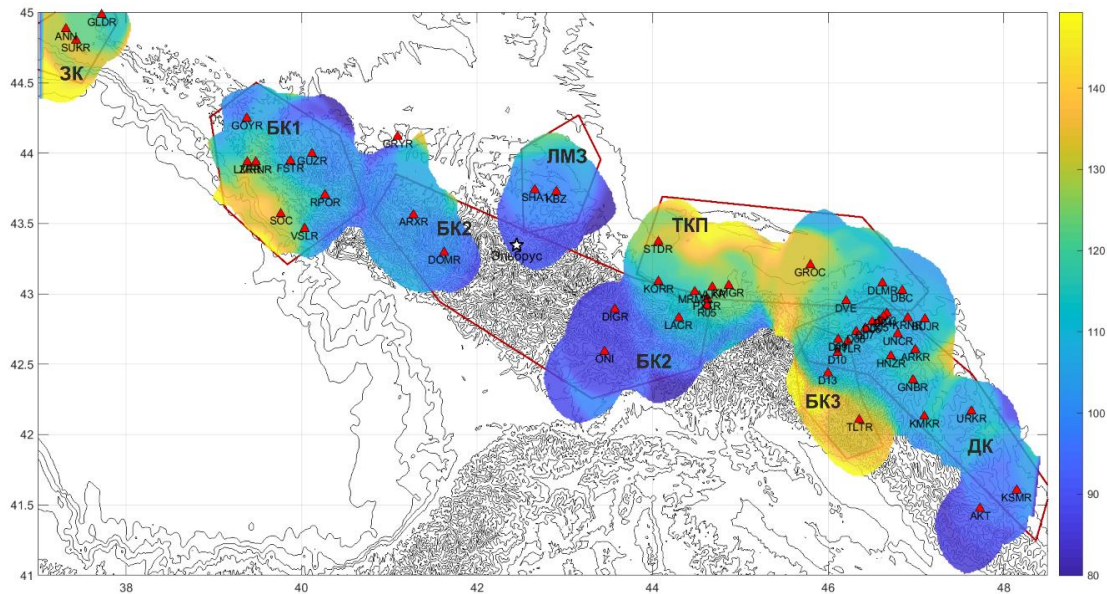 45
44.5
44
43.5
43
42.5
42
41.5
41
38
40
42
44
46
48
140
130
120
110
100
90
80
GLDR
ANN
SUKR
ЗК
GOYR
БК1
GUZR
FSTR
RPOR
SOC
VSLR
GRYR
ARXR
БК2
DOMR
ЛМЗ
SHA1
KBZ
Эльбрус
ТКП
STDR
KORR
LACR
R05
KMGR
DIGR
ONI
БК2
GROC
DLMR
DBC
DVE
KRNR
BUJR
UNCR
ARKR
HNZR
GNBR
D10
D13
БК3
TLTR
KMKR
URKR
ДК
KSMR
AKT